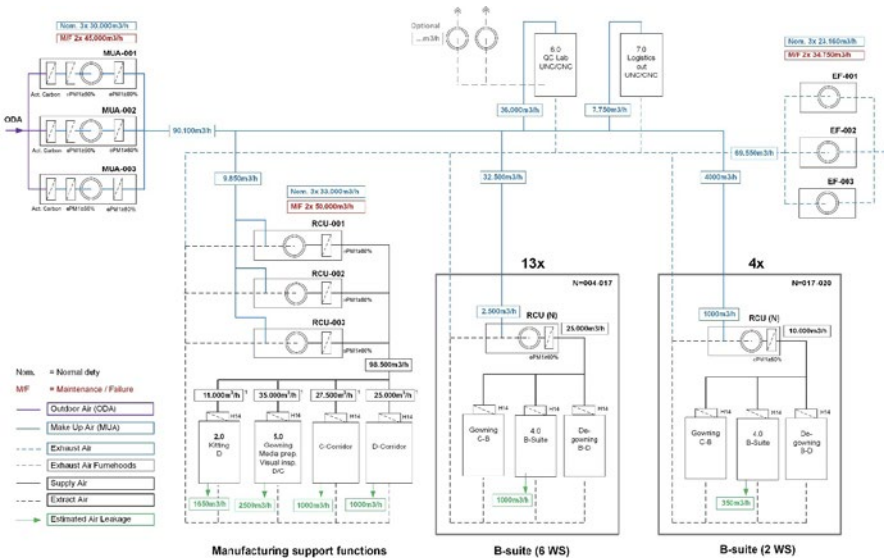 Nom. 3x 30.000m3/h
M/F 2x 45.000m3/h
MUA-001
Act. Carbon ePM1≥80%
ODA
MUA-002
Act. Carbon ePM1≥50% ePM1≥80%
MUA-003
Act. Carbon ePM1≥50% ePM1≥80%
90.100m3/h
Optional
...m3/h
6.0
QC Lab
UNC/CNC
7.0
Logistics
out
UNC/CNC
36.000m3/h
7.750m3/h
Nom. 3x 23.160m3/h
M/F 2x 34.750m3/h
EF-001
EF-002
EF-003
69.550m3/h
9.850m3/h
32.500m3/h
4000m3/h
Nom. 3x 33.000m3/h
M/F 2x 50.000m3/h
RCU-001
ePM1≥80%
RCU-002
ePM1≥80%
RCU-003
ePM1≥80%
98.500m3/h
11.000m³/h
35.000m³/h
27.500m³/h
25.000m³/h
H14
H14
H14
H14
2.0
Kitting
D
5.0
Gowning
Media prep.
Visual insp.
D/C
C-Corridor
D-Corridor
1650m3/h
2500m3/h
1000m3/h
1000m3/h
Manufacturing support functions
13x
N=004-017
2.500m3/h
RCU (N)
25.000m3/h
ePM1≥80%
H14
H14
H14
Gowning
C-B
4.0
B-Suite
De-
gowning
B-D
1000m3/h
B-suite (6 WS)
4x
N=017-020
1000m3/h
RCU (N)
10.000m3/h
ePM1≥80%
H14
H14
H14
Gowning
C-B
4.0
B-Suite
De-
gowning
B-D
350m3/h
B-suite (2 WS)
Nom. = Normal duty
M/F = Maintenance / Failure
Outdoor Air (ODA)
Make Up Air (MUA)
Exhaust Air
Exhaust Air Fumehoods
Supply Air
Extract Air
Estimated Air Leakage